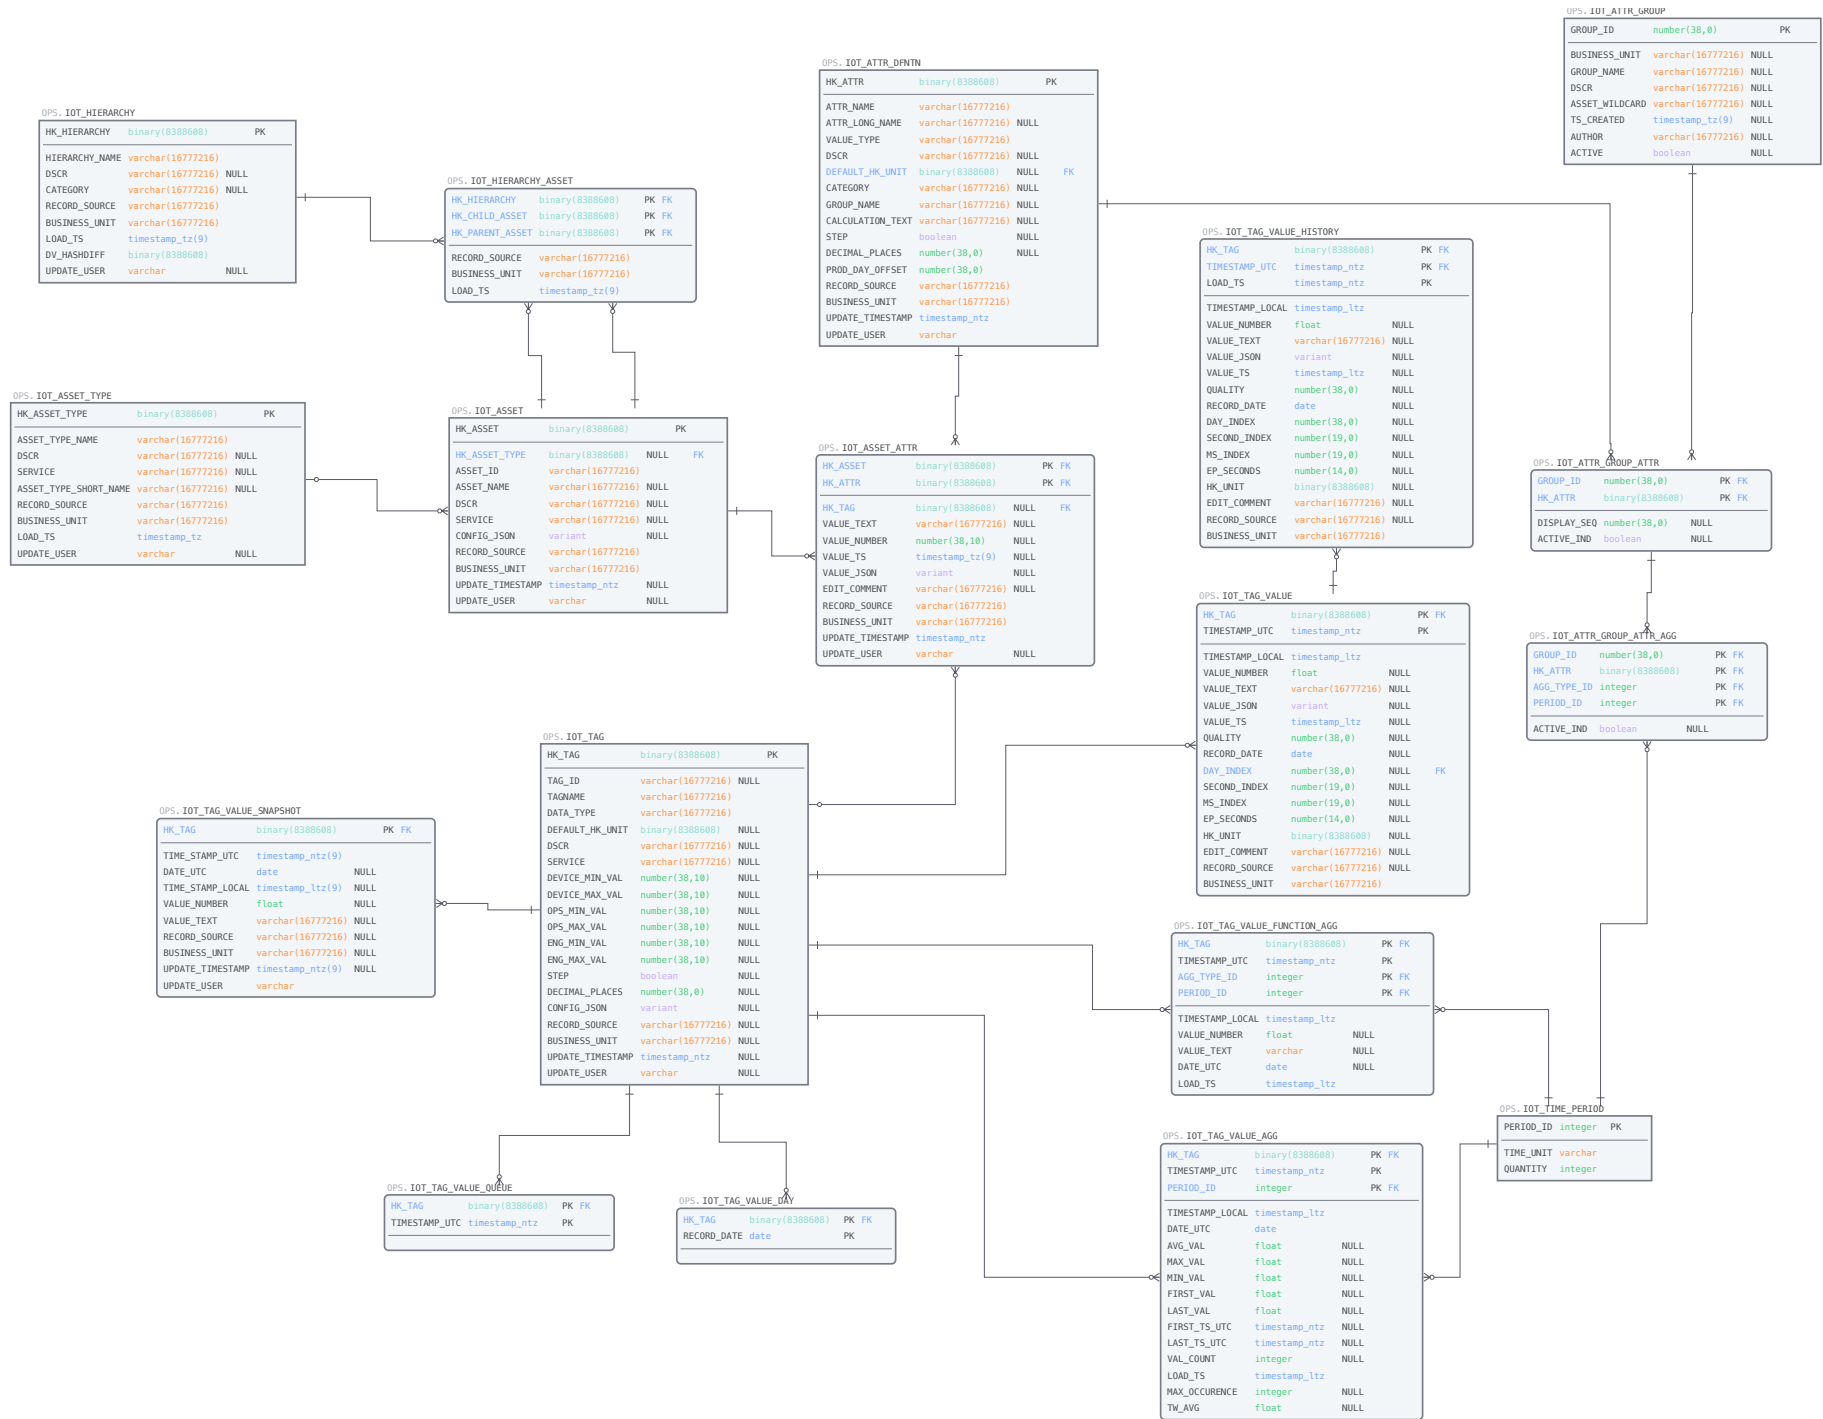 OPS.IOT_HIERARCHY
HK_HIERARCHY binary(8388608) PK
HIERARCHY_NAME varchar(16777216)
DSCR varchar(16777216) NULL
CATEGORY varchar(16777216) NULL
RECORD_SOURCE varchar(16777216)
BUSINESS_UNIT varchar(16777216)
LOAD_TS timestamp_tz(9)
DV_HASHDIFF binary(8388608)
UPDATE_USER varchar NULL
OPS.IOT_HIERARCHY_ASSET
HK_HIERARCHY binary(8388608) PK FK
HK_CHILD_ASSET binary(8388608) PK FK
HK_PARENT_ASSET binary(8388608) PK FK
RECORD_SOURCE varchar(16777216)
BUSINESS_UNIT varchar(16777216)
LOAD_TS timestamp_tz(9)
OPS.IOT_ATTR_DFNTN
HK_ATTR binary(8388608) PK
ATTR_NAME varchar(16777216)
ATTR_LONG_NAME varchar(16777216) NULL
VALUE_TYPE varchar(16777216)
DSCR varchar(16777216) NULL
DEFAULT_HK_UNIT binary(8388608) NULL FK
CATEGORY varchar(16777216) NULL
GROUP_NAME varchar(16777216) NULL
CALCULATION_TEXT varchar(16777216) NULL
STEP boolean NULL
DECIMAL_PLACES number(38,0) NULL
PROD_DAY_OFFSET number(38,0)
RECORD_SOURCE varchar(16777216)
BUSINESS_UNIT varchar(16777216)
UPDATE_TIMESTAMP timestamp_ntz
UPDATE_USER varchar
OPS.IOT_ATTR_GROUP
GROUP_ID number(38,0) PK
BUSINESS_UNIT varchar(16777216) NULL
GROUP_NAME varchar(16777216) NULL
DSCR varchar(16777216) NULL
ASSET_WILDCARD varchar(16777216) NULL
TS_CREATED timestamp_tz(9) NULL
AUTHOR varchar(16777216) NULL
ACTIVE boolean NULL
OPS.IOT_TAG_VALUE_HISTORY
HK_TAG binary(8388608) PK FK
TIMESTAMP_UTC timestamp_ntz PK FK
LOAD_TS timestamp_ntz PK
TIMESTAMP_LOCAL timestamp_ltz
VALUE_NUMBER float NULL
VALUE_TEXT varchar(16777216) NULL
VALUE_JSON variant NULL
VALUE_TS timestamp_ltz NULL
QUALITY number(38,0) NULL
RECORD_DATE date NULL
DAY_INDEX number(38,0) NULL
SECOND_INDEX number(19,0) NULL
MS_INDEX number(19,0) NULL
EP_SECONDS number(14,0) NULL
HK_UNIT binary(8388608) NULL
EDIT_COMMENT varchar(16777216) NULL
RECORD_SOURCE varchar(16777216) NULL
BUSINESS_UNIT varchar(16777216)
OPS.IOT_ASSET_TYPE
HK_ASSET_TYPE binary(8388608) PK
ASSET_TYPE_NAME varchar(16777216)
DSCR varchar(16777216) NULL
SERVICE varchar(16777216) NULL
ASSET_TYPE_SHORT_NAME varchar(16777216) NULL
RECORD_SOURCE varchar(16777216)
BUSINESS_UNIT varchar(16777216)
LOAD_TS timestamp_tz
UPDATE_USER varchar NULL
OPS.IOT_ASSET
HK_ASSET binary(8388608) PK
HK_ASSET_TYPE binary(8388608) NULL FK
ASSET_ID varchar(16777216)
ASSET_NAME varchar(16777216) NULL
DSCR varchar(16777216) NULL
SERVICE varchar(16777216) NULL
CONFIG_JSON variant NULL
RECORD_SOURCE varchar(16777216)
BUSINESS_UNIT varchar(16777216)
UPDATE_TIMESTAMP timestamp_ntz NULL
UPDATE_USER varchar NULL
OPS.IOT_ASSET_ATTR
HK_ASSET binary(8388608) PK FK
HK_ATTR binary(8388608) PK FK
HK_TAG binary(8388608) NULL FK
VALUE_TEXT varchar(16777216) NULL
VALUE_NUMBER number(38,10) NULL
VALUE_TS timestamp_tz(9) NULL
VALUE_JSON variant NULL
EDIT_COMMENT varchar(16777216) NULL
RECORD_SOURCE varchar(16777216)
BUSINESS_UNIT varchar(16777216)
UPDATE_TIMESTAMP timestamp_ntz
UPDATE_USER varchar NULL
OPS.IOT_ATTR_GROUP_ATTR
GROUP_ID number(38,0) PK FK
HK_ATTR binary(8388608) PK FK
DISPLAY_SEQ number(38,0) NULL
ACTIVE_IND boolean NULL
OPS.IOT_TAG_VALUE
HK_TAG binary(8388608) PK FK
TIMESTAMP_UTC timestamp_ntz PK
TIMESTAMP_LOCAL timestamp_ltz
VALUE_NUMBER float NULL
VALUE_TEXT varchar(16777216) NULL
VALUE_JSON variant NULL
VALUE_TS timestamp_ltz NULL
QUALITY number(38,0) NULL
RECORD_DATE date NULL
DAY_INDEX number(38,0) NULL FK
SECOND_INDEX number(19,0) NULL
MS_INDEX number(19,0) NULL
EP_SECONDS number(14,0) NULL
HK_UNIT binary(8388608) NULL
EDIT_COMMENT varchar(16777216) NULL
RECORD_SOURCE varchar(16777216) NULL
BUSINESS_UNIT varchar(16777216)
OPS.IOT_ATTR_GROUP_ATTR_AGG
GROUP_ID number(38,0) PK FK
HK_ATTR binary(8388608) PK FK
AGG_TYPE_ID integer PK FK
PERIOD_ID integer PK FK
ACTIVE_IND boolean NULL
OPS.IOT_TAG
HK_TAG binary(8388608) PK
TAG_ID varchar(16777216) NULL
TAGNAME varchar(16777216)
DATA_TYPE varchar(16777216)
DEFAULT_HK_UNIT binary(8388608) NULL
DSCR varchar(16777216) NULL
SERVICE varchar(16777216) NULL
DEVICE_MIN_VAL number(38,10) NULL
DEVICE_MAX_VAL number(38,10) NULL
OPS_MIN_VAL number(38,10) NULL
OPS_MAX_VAL number(38,10) NULL
ENG_MIN_VAL number(38,10) NULL
ENG_MAX_VAL number(38,10) NULL
STEP boolean NULL
DECIMAL_PLACES number(38,0) NULL
CONFIG_JSON variant NULL
RECORD_SOURCE varchar(16777216) NULL
BUSINESS_UNIT varchar(16777216) NULL
UPDATE_TIMESTAMP timestamp_ntz NULL
UPDATE_USER varchar NULL
OPS.IOT_TAG_VALUE_SNAPSHOT
HK_TAG binary(8388608) PK FK
TIME_STAMP_UTC timestamp_ntz(9)
DATE_UTC date NULL
TIME_STAMP_LOCAL timestamp_ltz(9) NULL
VALUE_NUMBER float NULL
VALUE_TEXT varchar(16777216) NULL
RECORD_SOURCE varchar(16777216) NULL
BUSINESS_UNIT varchar(16777216) NULL
UPDATE_TIMESTAMP timestamp_ntz(9) NULL
UPDATE_USER varchar
OPS.IOT_TAG_VALUE_FUNCTION_AGG
HK_TAG binary(8388608) PK FK
TIMESTAMP_UTC timestamp_ntz PK
AGG_TYPE_ID integer PK FK
PERIOD_ID integer PK FK
TIMESTAMP_LOCAL timestamp_ltz
VALUE_NUMBER float NULL
VALUE_TEXT varchar NULL
DATE_UTC date NULL
LOAD_TS timestamp_ltz
OPS.IOT_TIME_PERIOD
PERIOD_ID integer PK
TIME_UNIT varchar
QUANTITY integer
OPS.IOT_TAG_VALUE_QUEUE
HK_TAG binary(8388608) PK FK
TIMESTAMP_UTC timestamp_ntz PK
OPS.IOT_TAG_VALUE_DAY
HK_TAG binary(8388608) PK FK
RECORD_DATE date PK
OPS.IOT_TAG_VALUE_AGG
HK_TAG binary(8388608) PK FK
TIMESTAMP_UTC timestamp_ntz PK
PERIOD_ID integer PK FK
TIMESTAMP_LOCAL timestamp_ltz
DATE_UTC date
AVG_VAL float NULL
MAX_VAL float NULL
MIN_VAL float NULL
FIRST_VAL float NULL
LAST_VAL float NULL
FIRST_TS_UTC timestamp_ntz NULL
LAST_TS_UTC timestamp_ntz NULL
VAL_COUNT integer NULL
LOAD_TS timestamp_ltz
MAX_OCCURENCE integer NULL
TW_AVG float NULL